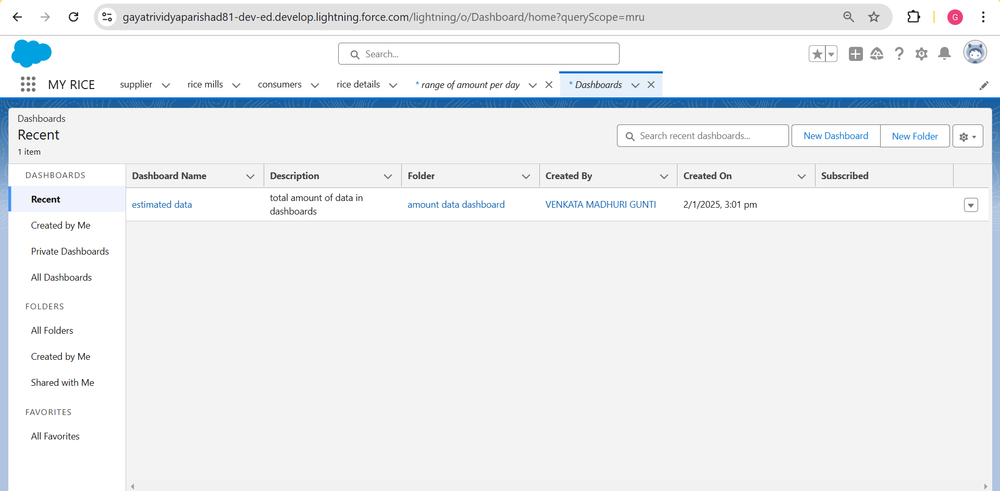 gayatrividyaparishad81-dev-ed.develop.lightning.force.com/lightning/o/Dashboard/home?queryScope=mru
G
Search...
MY RICE supplier rice mills consumers rice details * range of amount per day * Dashboards
Dashboards
Recent
1 item
Search recent dashboards... New Dashboard New Folder
DASHBOARDS
Recent
Created by Me
Private Dashboards
All Dashboards
FOLDERS
All Folders
Created by Me
Shared with Me
FAVORITES
All Favorites
Dashboard Name Description Folder Created By Created On Subscribed
estimated data total amount of data in amount data dashboard VENKATA MADHURI GUNTI 2/1/2025, 3:01 pm
dashboards